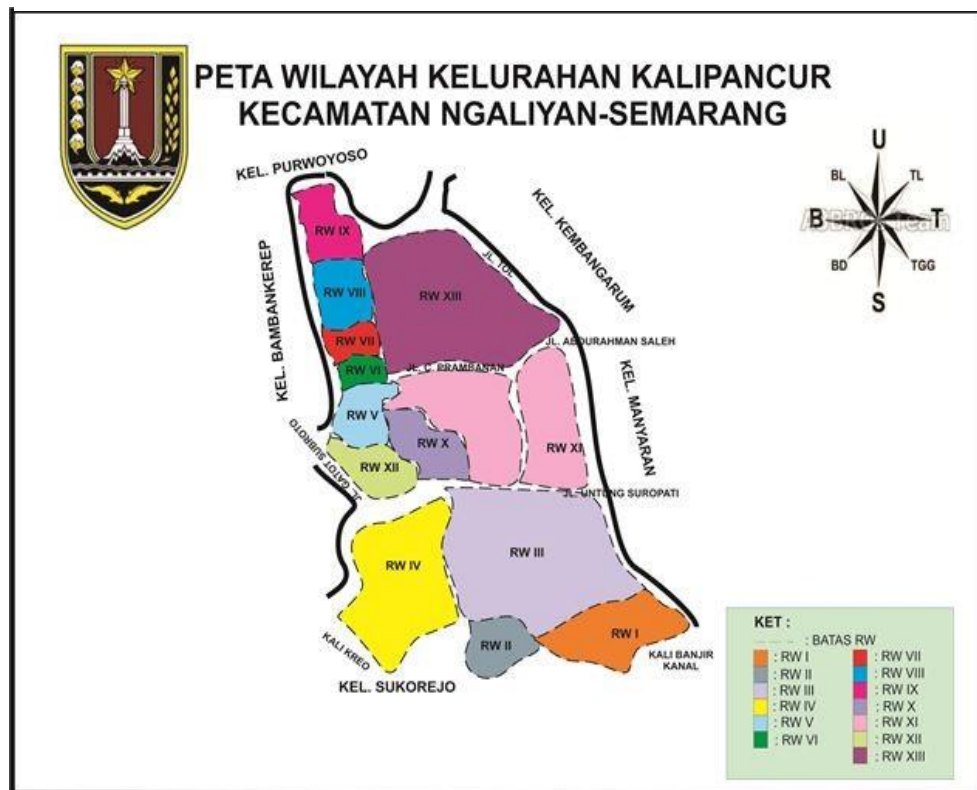 PETA WILAYAH KELURAHAN KALIPANCUR
KECAMATAN NGALIYAN-SEMARANG
KEL. PURWOYOSO
U
BL
TL
B
T
BD
TGG
S
KEL. KEMBANGARUM
JL. TOL
RW IX
KEL. BAMBANKEREP
RW VIII
RW XIII
RW VII
JL. ABDURAHMAN SALEH
RW VI
JL. C. PRAMBANAN
KEL. MANYARAN
RW V
RW X
RW XI
JL. GATOT SUBROTO
RW XII
JL. UNTUNG SUROPATI
RW IV
RW III
RW II
RW I
KALI KREO
KALI BANJIR
KANAL
KEL. SUKOREJO
KET :
: BATAS RW
: RW I
: RW II
: RW III
: RW IV
: RW V
: RW VI
: RW VII
: RW VIII
: RW IX
: RW X
: RW XI
: RW XII
: RW XIII